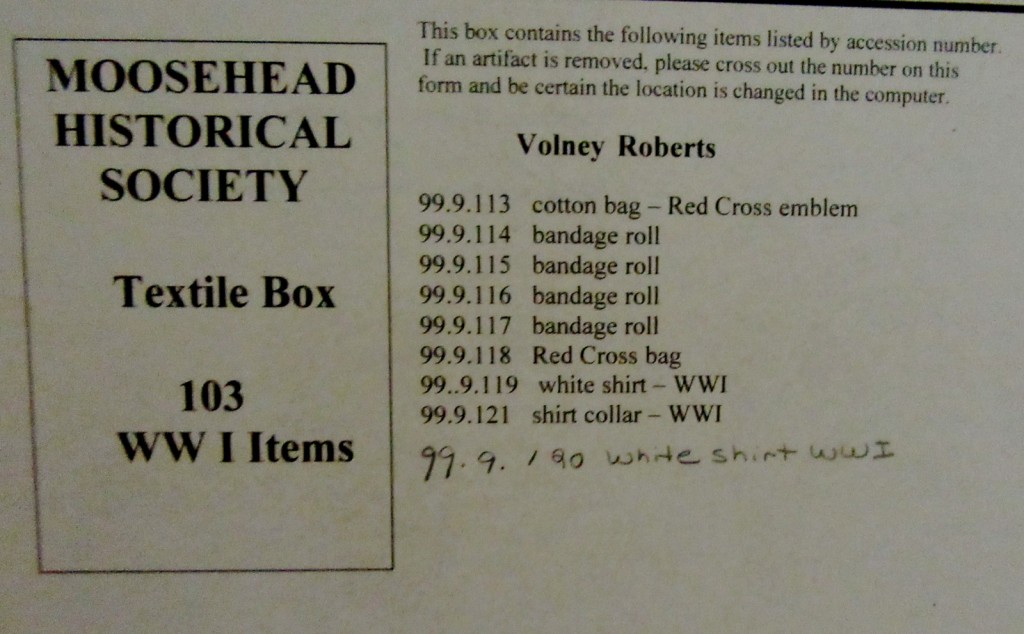 MOOSEHEAD
HISTORICAL
SOCIETY
Textile Box
103
WW I Items
This box contains the following items listed by accession number.
If an artifact is removed, please cross out the number on this
form and be certain the location is changed in the computer.
Volney Roberts
99.9.113 cotton bag – Red Cross emblem
99.9.114 bandage roll
99.9.115 bandage roll
99.9.116 bandage roll
99.9.117 bandage roll
99.9.118 Red Cross bag
99..9.119 white shirt – WWI
99.9.121 shirt collar – WWI
99.9.120 white shirt WWI